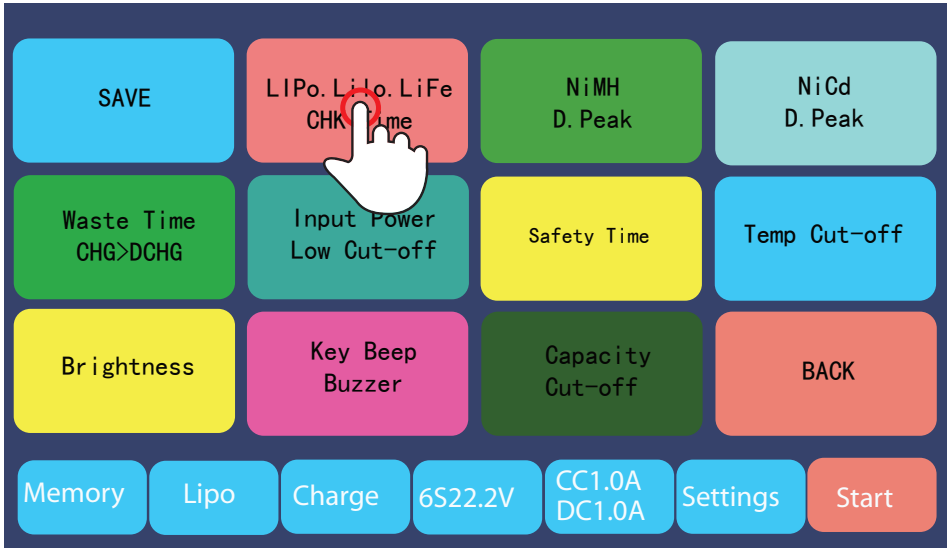 SAVE
LIPo.LiIo.LiFe
CHK Time
NiMH
D.Peak
NiCd
D.Peak
Waste Time
CHG>DCHG
Input Power
Low Cut-off
Safety Time
Temp Cut-off
Brightness
Key Beep
Buzzer
Capacity
Cut-off
BACK
Memory
Lipo
Charge
6S22.2V
CC1.0A
DC1.0A
Settings
Start